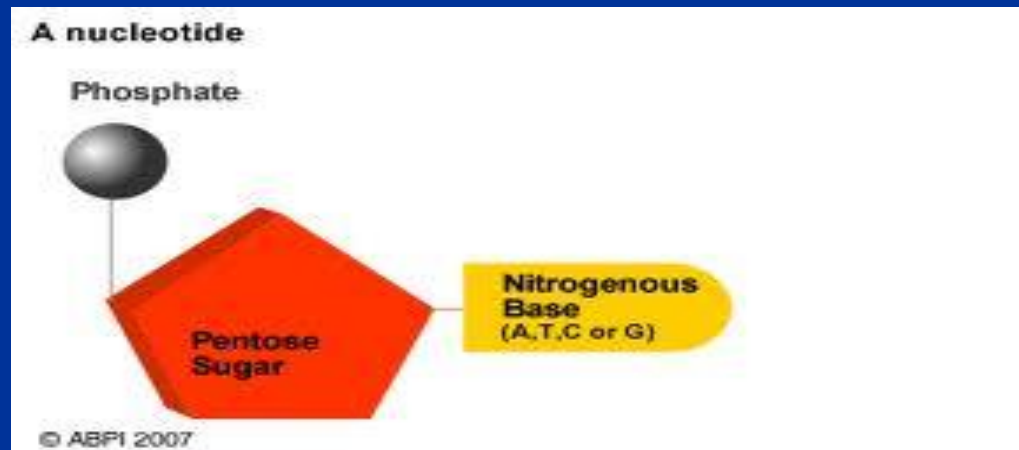 A nucleotide
Phosphate
Nitrogenous
Base
(A,T,C or G)
Pentose
Sugar
© ABPI 2007